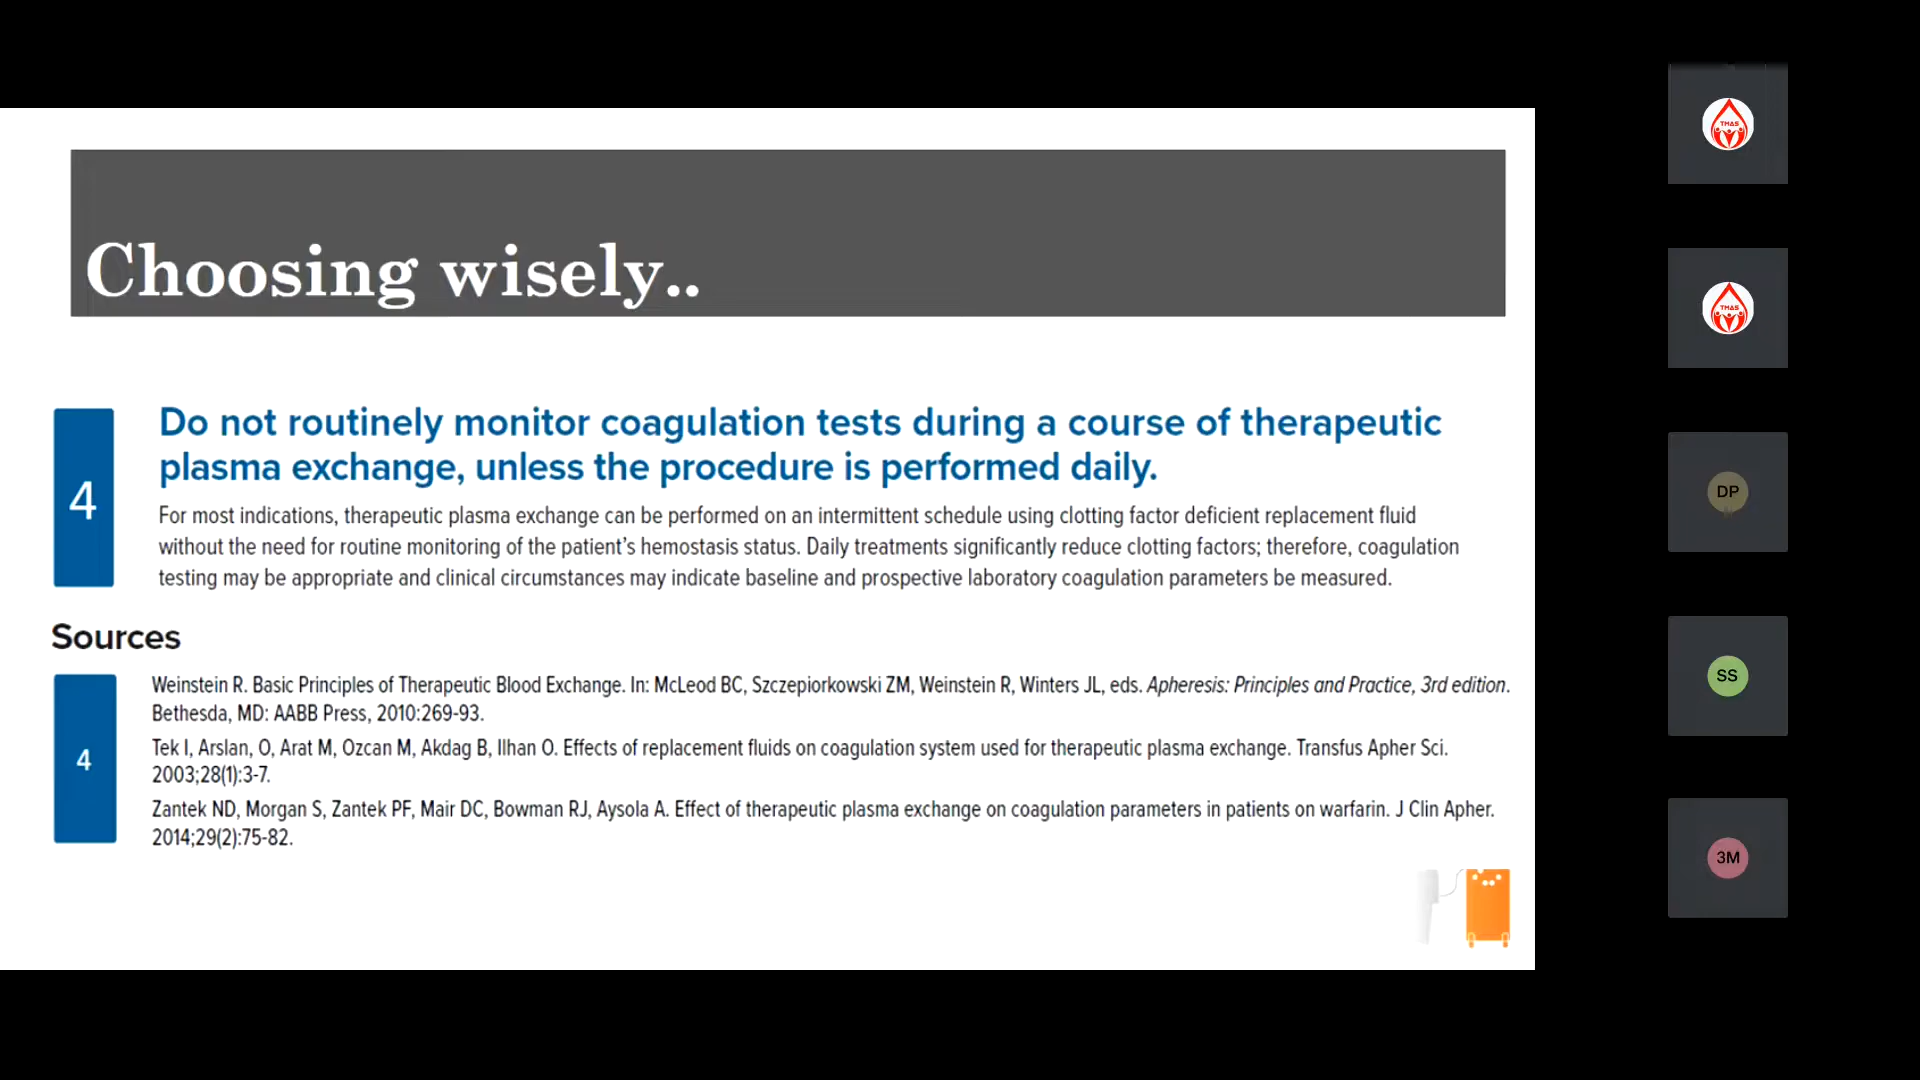 Choosing wisely..
4
Do not routinely monitor coagulation tests during a course of therapeutic
plasma exchange, unless the procedure is performed daily.
For most indications, therapeutic plasma exchange can be performed on an intermittent schedule using clotting factor deficient replacement fluid
without the need for routine monitoring of the patient's hemostasis status. Daily treatments significantly reduce clotting factors; therefore, coagulation
testing may be appropriate and clinical circumstances may indicate baseline and prospective laboratory coagulation parameters be measured.
Sources
4
Weinstein R. Basic Principles of Therapeutic Blood Exchange. In: McLeod BC, Szczepiorkowski ZM, Weinstein R, Winters JL, eds. Apheresis: Principles and Practice, 3rd edition.
Bethesda, MD: AABB Press, 2010:269-93.
Tek I, Arslan, O, Arat M, Ozcan M, Akdag B, Ilhan O. Effects of replacement fluids on coagulation system used for therapeutic plasma exchange. Transfus Apher Sci.
2003;28(1):3-7.
Zantek ND, Morgan S, Zantek PF, Mair DC, Bowman RJ, Aysola A. Effect of therapeutic plasma exchange on coagulation parameters in patients on warfarin. J Clin Apher.
2014;29(2):75-82.
TMAS
TMAS
DP
SS
3M